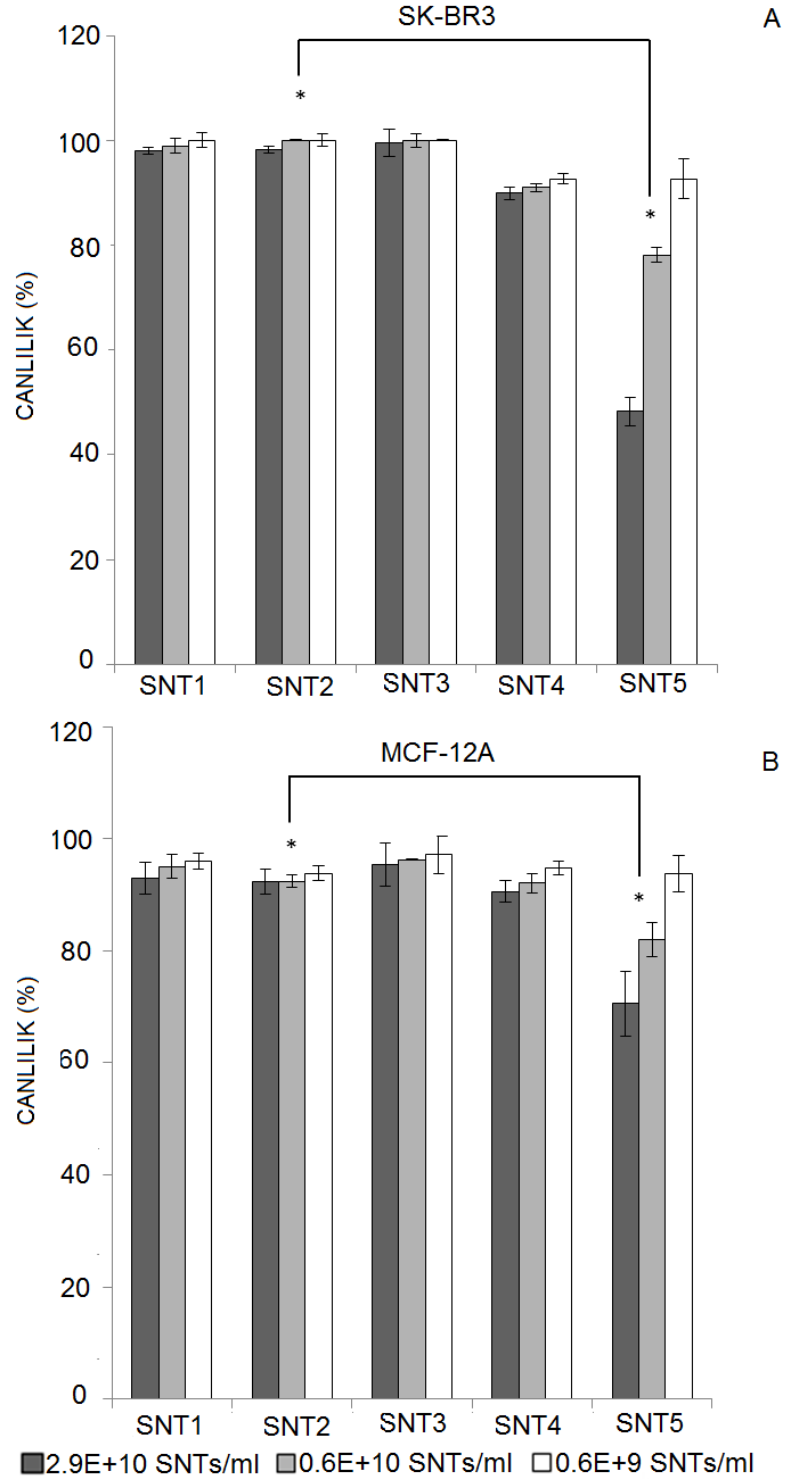 SK-BR3
A
120
100
80
60
40
20
0
CANLILIK (%)
*
*
SNT1 SNT2 SNT3 SNT4 SNT5
MCF-12A
B
120
100
80
60
40
20
0
CANLILIK (%)
*
*
SNT1 SNT2 SNT3 SNT4 SNT5
2.9E+10 SNTs/ml 0.6E+10 SNTs/ml 0.6E+9 SNTs/ml